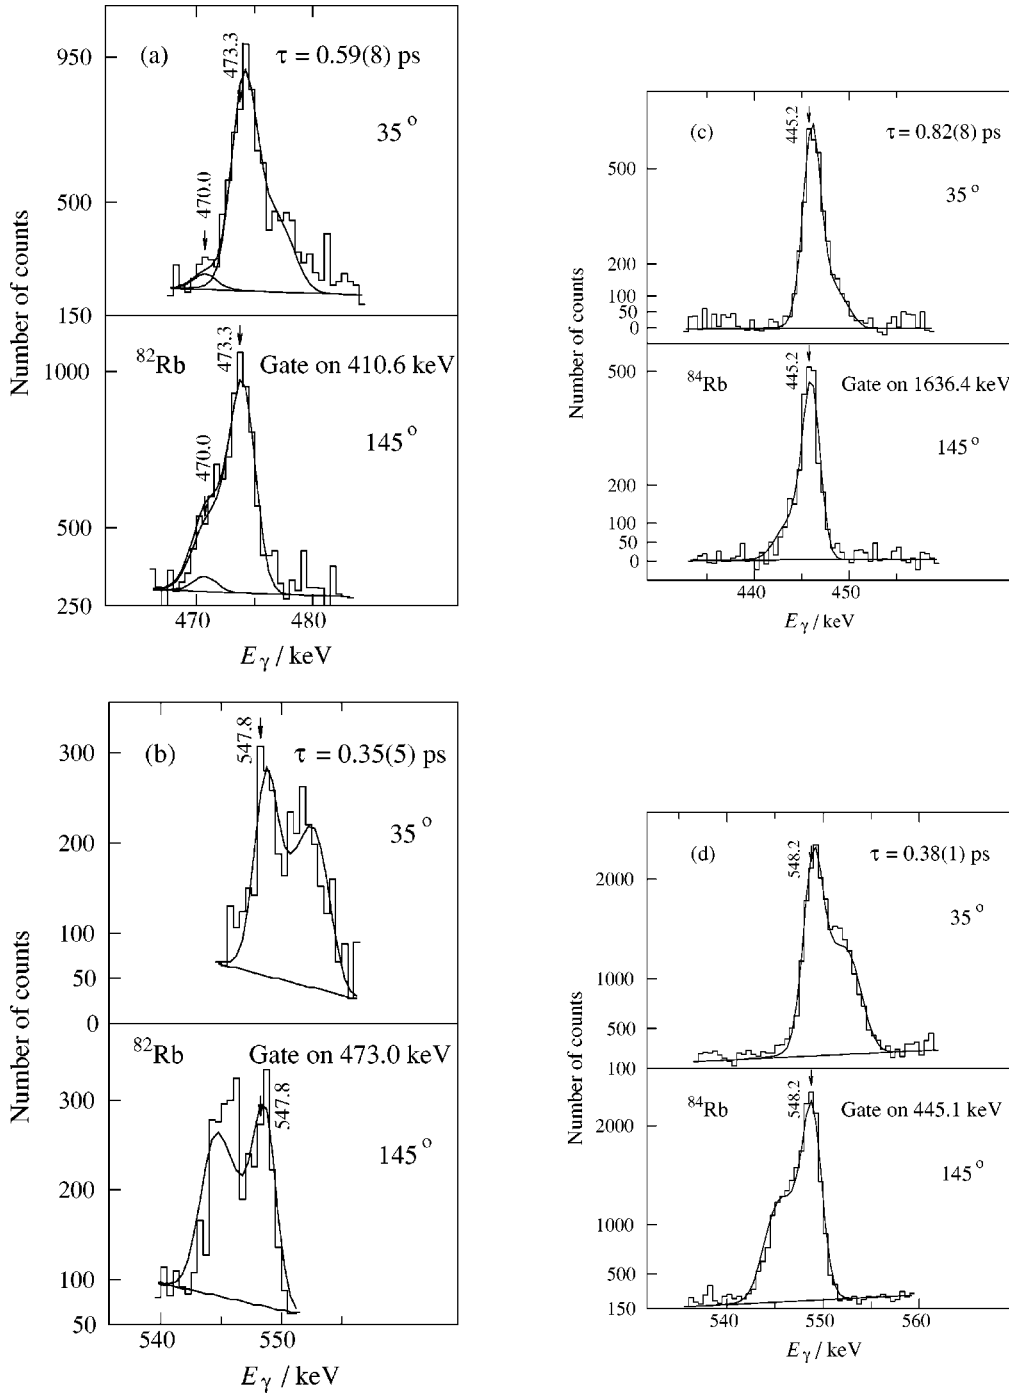 (a)
473.3
τ = 0.59(8) ps
35°
470.0
950
500
150
Number of counts
82Rb
473.3
Gate on 410.6 keV
470.0
145°
1000
500
250
470
480
Eγ / keV
(c)
445.2
τ = 0.82(8) ps
35°
500
200
100
50
0
Number of counts
84Rb
445.2
Gate on 1636.4 keV
145°
500
200
100
50
0
440
450
Eγ / keV
(b)
547.8
τ = 0.35(5) ps
35°
300
200
100
50
0
Number of counts
82Rb
Gate on 473.0 keV
547.8
145°
300
200
100
50
540
550
Eγ / keV
(d)
548.2
τ = 0.38(1) ps
35°
2000
1000
500
100
Number of counts
84Rb
548.2
Gate on 445.1 keV
145°
2000
1000
500
150
540
550
560
Eγ / keV